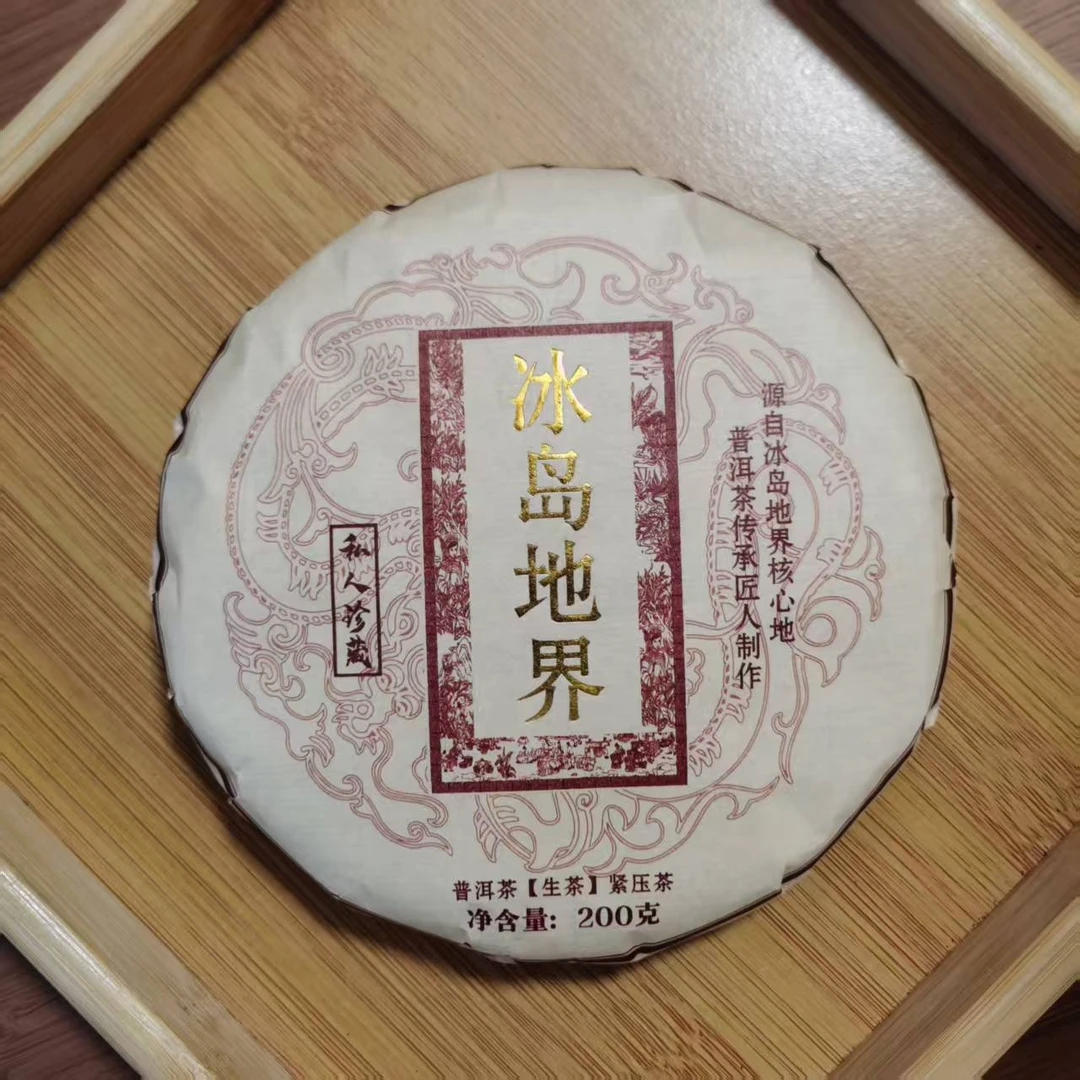 冰岛地界
源自冰岛地界核心地
普洱茶传承匠人制作
私人珍藏
普洱茶【生茶】紧压茶
净含量：200克